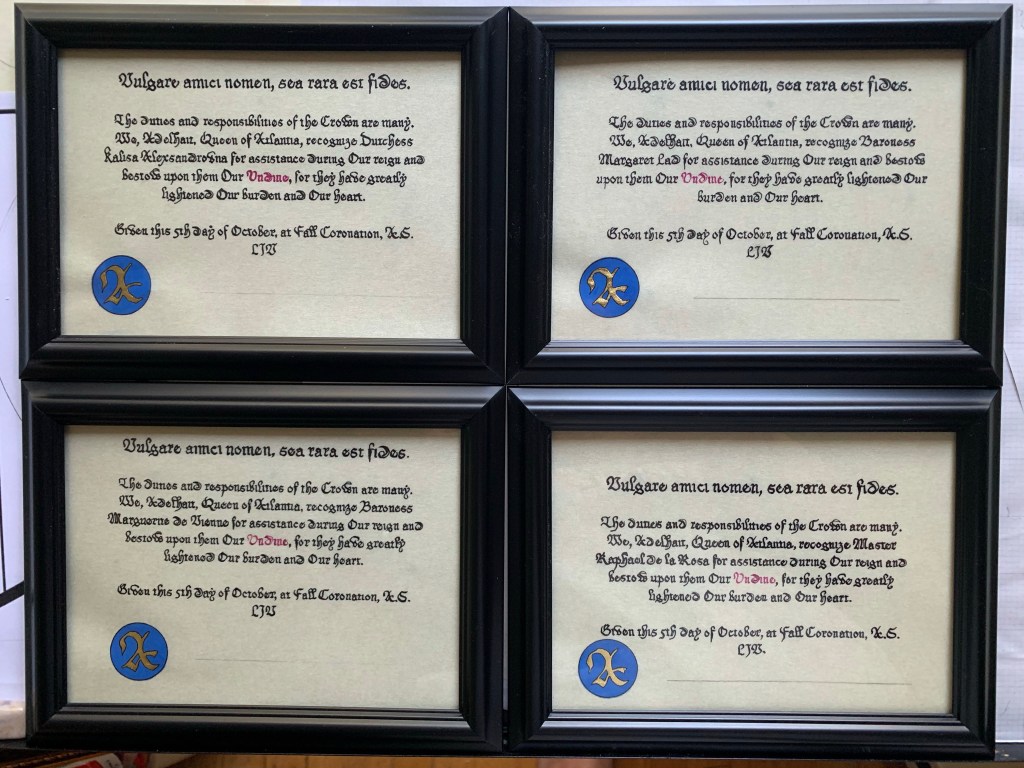 Vulgare amici nomen, sed rara est fides.
The duties and responsibilities of the Crown are many.
We, Adelhait, Queen of Atlantia, recognize Dutchess
Kalisa Alexsandrovna for assistance during Our reign and
bestow upon them Our Undine, for they have greatly
lightened Our burden and Our heart.
Given this 5th day of October, at Fall Coronation, A.S.
LIV
A
Vulgare amici nomen, sed rara est fides.
The duties and responsibilities of the Crown are many.
We, Adelhait, Queen of Atlantia, recognize Baroness
Margaret Lad for assistance during Our reign and bestow
upon them Our Undine, for they have greatly lightened Our
burden and Our heart.
Given this 5th day of October, at Fall Coronation, A.S.
LIV
A
Vulgare amici nomen, sed rara est fides.
The duties and responsibilities of the Crown are many.
We, Adelhait, Queen of Atlantia, recognize Baroness
Marguerite de Vienne for assistance during Our reign and
bestow upon them Our Undine, for they have greatly
lightened Our burden and Our heart.
Given this 5th day of October, at Fall Coronation, A.S.
LIV
A
Vulgare amici nomen, sed rara est fides.
The duties and responsibilities of the Crown are many.
We, Adelhait, Queen of Atlantia, recognize Master
Raphael de la Rosa for assistance during Our reign and
bestow upon them Our Undine, for they have greatly
lightened Our burden and Our heart.
Given this 5th day of October, at Fall Coronation, A.S.
LIV.
A